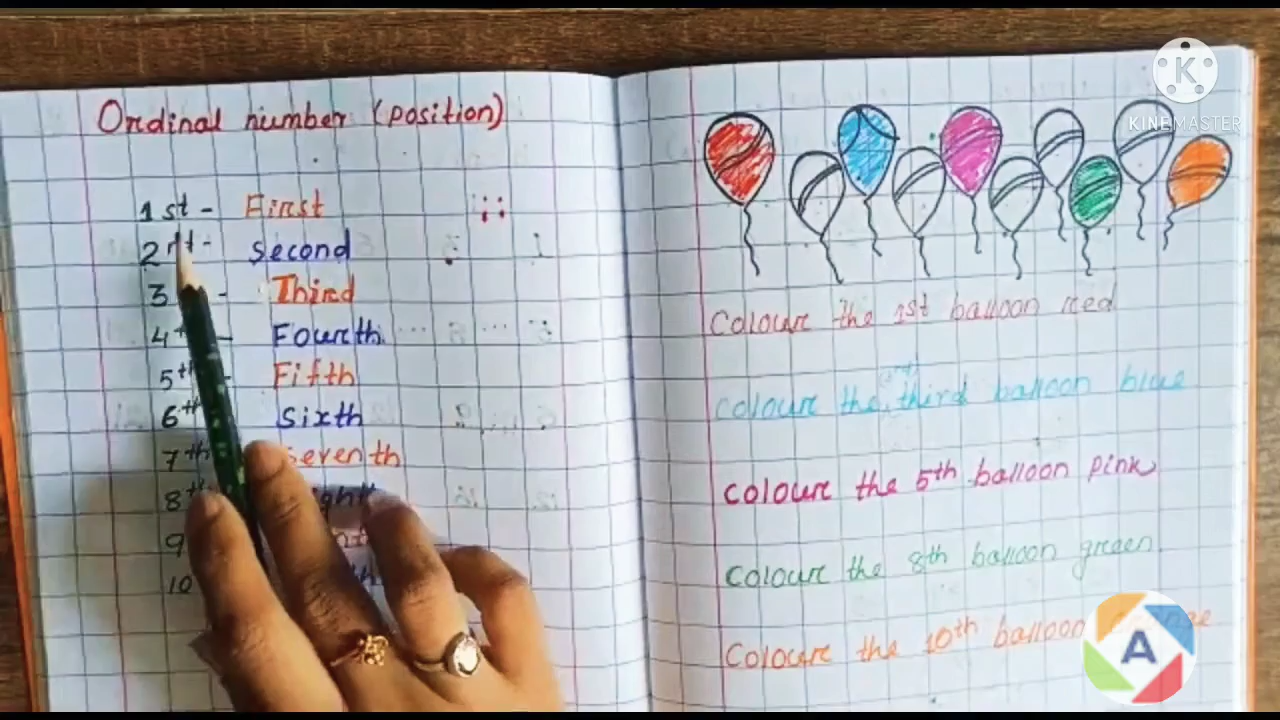 Ordinal number (position)
1st - First
2 - Second
3 - Third
4 - Fourth
5th - Fifth
6th Sixth
7th Seventh
8th
9
10
Colour the 1st balloon red
Colour the third balloon blue
Colour the 5th balloon pink
Colour the 8th balloon green
Colour the 10th balloon
K
KINEMASTER
A